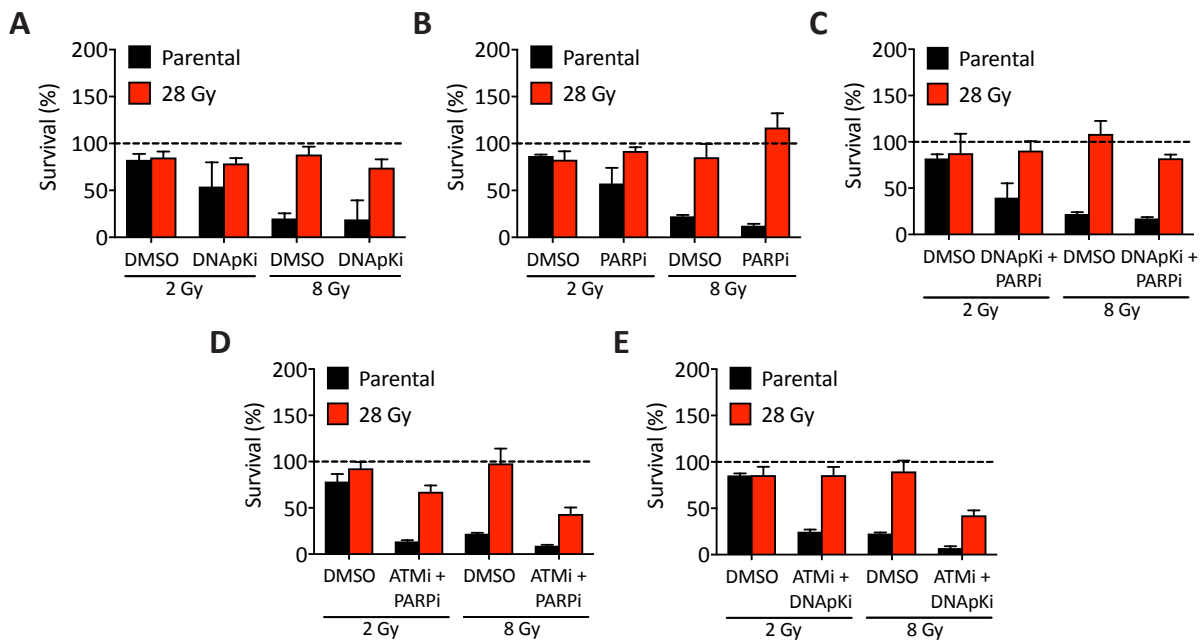 A
Survival (%)
200
150
100
50
0
Parental
28 Gy
DMSO DNApKi DMSO DNApKi
2 Gy 8 Gy
B
Survival (%)
200
150
100
50
0
Parental
28 Gy
DMSO PARPi DMSO PARPi
2 Gy 8 Gy
C
Survival (%)
200
150
100
50
0
Parental
28 Gy
DMSO DNApKi + DMSO DNApKi +
PARPi PARPi
2 Gy 8 Gy
D
Survival (%)
200
150
100
50
0
Parental
28 Gy
DMSO ATMi + DMSO ATMi +
PARPi PARPi
2 Gy 8 Gy
E
Survival (%)
200
150
100
50
0
Parental
28 Gy
DMSO ATMi + DMSO ATMi +
DNApKi DNApKi
2 Gy 8 Gy